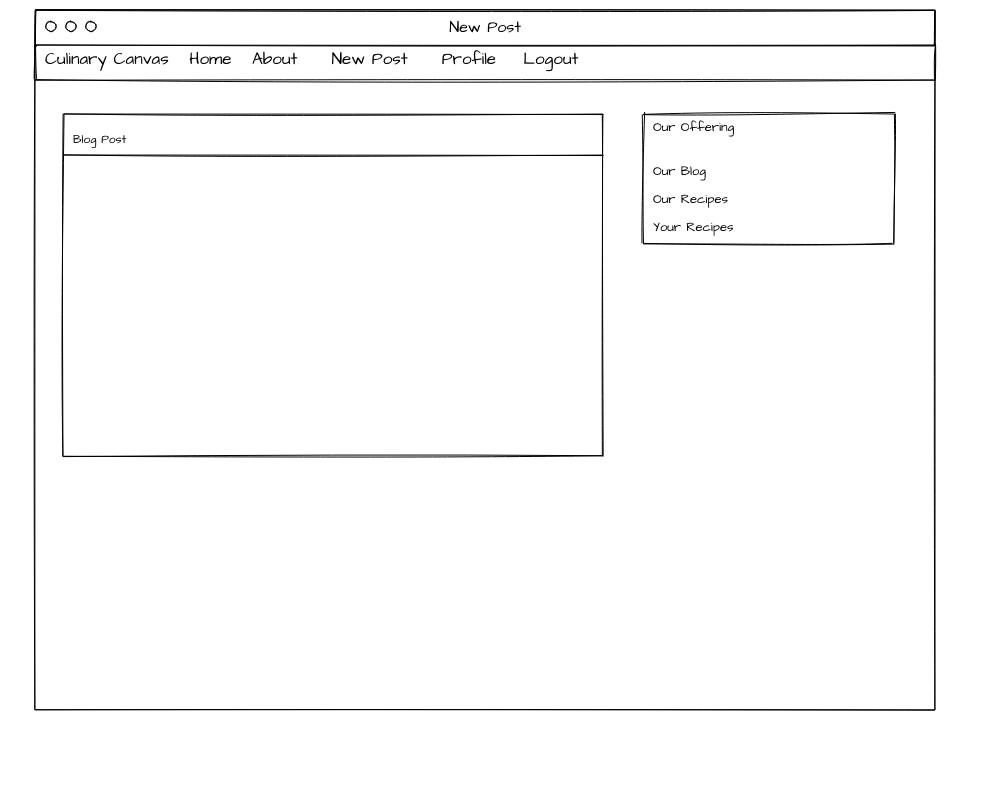 New Post
Culinary Canvas Home About New Post Profile Logout
Blog Post
Our Offering
Our Blog
Our Recipes
Your Recipes